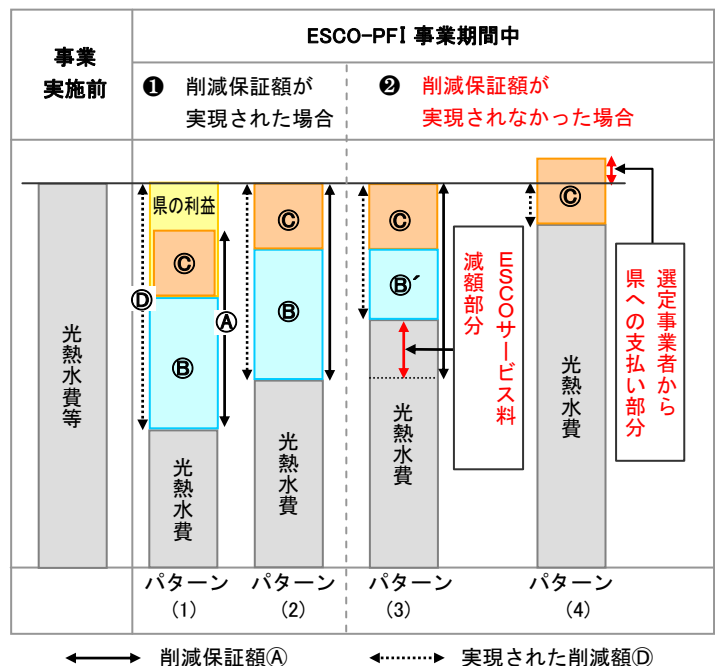 事業
実施前
ESCO-PFI 事業期間中
❶ 削減保証額が
実現された場合
❷ 削減保証額が
実現されなかった場合
光熱水費等
県の利益
Ⓒ
Ⓑ
Ⓓ
Ⓐ
光熱水費
Ⓒ
Ⓑ
光熱水費
Ⓒ
Ⓑ´
光熱水費
ESCOサービス料
減額部分
Ⓒ
光熱水費
選定事業者から
県への支払い部分
パターン
(1)
パターン
(2)
パターン
(3)
パターン
(4)
削減保証額Ⓐ
実現された削減額Ⓓ